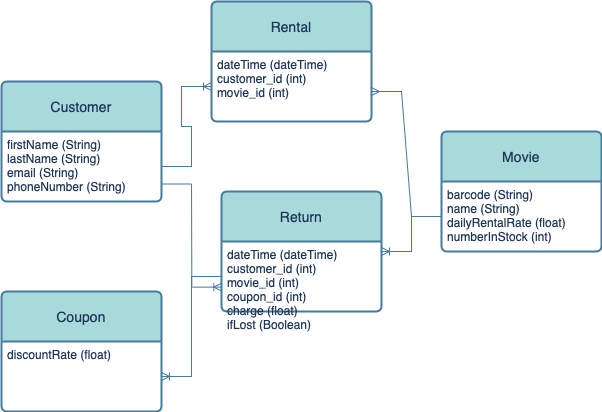 Rental
dateTime (dateTime)
customer_id (int)
movie_id (int)
Customer
firstName (String)
lastName (String)
email (String)
phoneNumber (String)
Movie
barcode (String)
name (String)
dailyRentalRate (float)
numberInStock (int)
Return
dateTime (dateTime)
customer_id (int)
movie_id (int)
coupon_id (int)
charge (float)
ifLost (Boolean)
Coupon
discountRate (float)